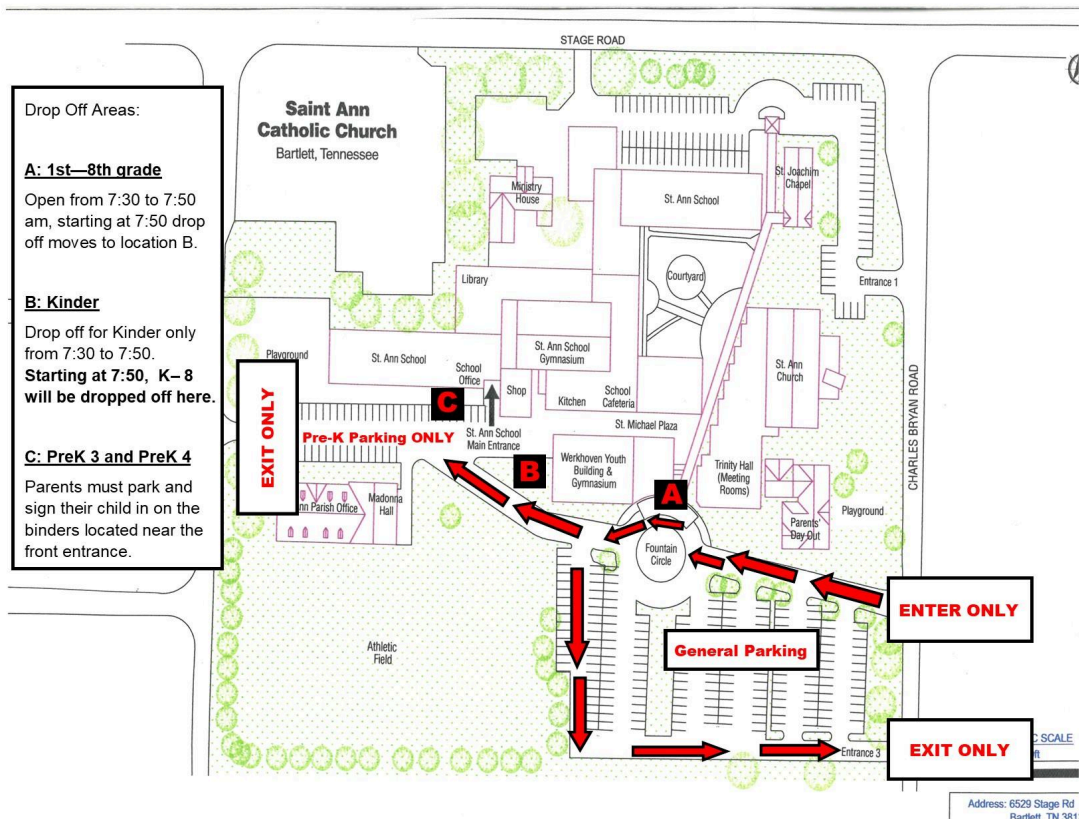 STAGE ROAD
Saint Ann
Catholic Church
Bartlett, Tennessee
Drop Off Areas:
A: 1st—8th grade
Open from 7:30 to 7:50
am, starting at 7:50 drop
off moves to location B.
B: Kinder
Drop off for Kinder only
from 7:30 to 7:50.
Starting at 7:50, K– 8
will be dropped off here.
C: PreK 3 and PreK 4
Parents must park and
sign their child in on the
binders located near the
front entrance.
Ministry
House
St. Ann School
St. Joachim
Chapel
Library
Courtyard
Entrance 1
Playground
St. Ann School
School
Office
St. Ann School
Gymnasium
Shop
Kitchen
School
Cafeteria
St. Ann
Church
CHARLES BRYAN ROAD
EXIT ONLY
C
Pre-K Parking ONLY
St. Ann School
Main Entrance
St. Michael Plaza
B
Werkhoven Youth
Building &
Gymnasium
A
Trinity Hall
(Meeting
Rooms)
Parish Office
Madonna
Hall
Parents'
Day Out
Playground
Fountain
Circle
ENTER ONLY
Athletic
Field
General Parking
Entrance 3
EXIT ONLY
SCALE
Address: 6529 Stage Rd
Bartlett, TN 381